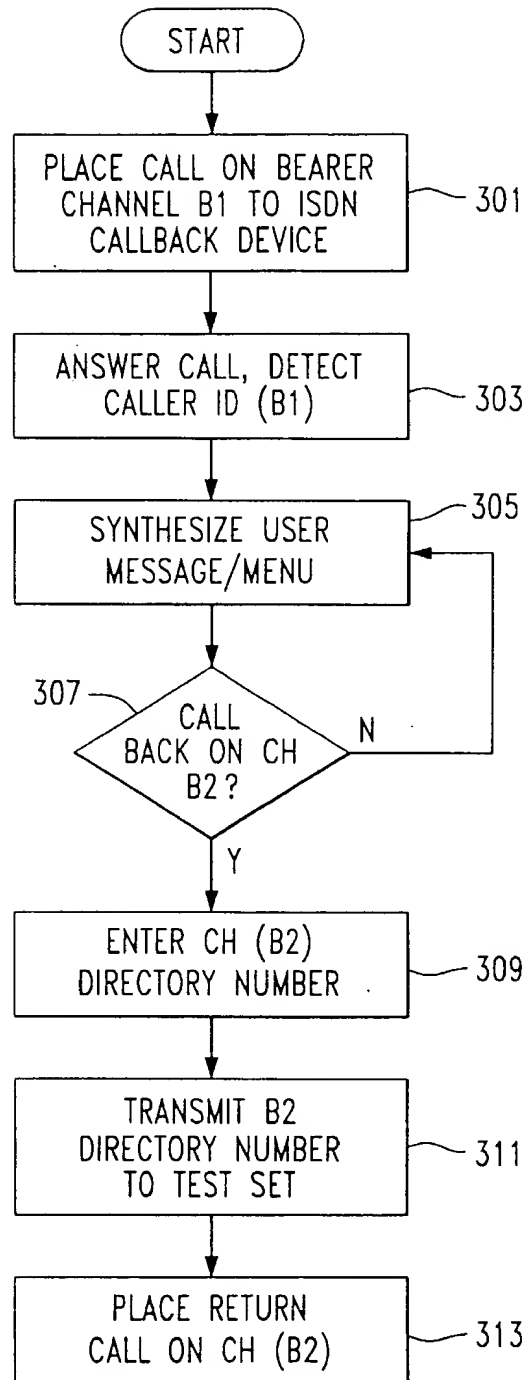 START
PLACE CALL ON BEARER
CHANNEL B1 TO ISDN
CALLBACK DEVICE
301
ANSWER CALL, DETECT
CALLER ID (B1)
303
305
SYNTHESIZE USER
MESSAGE/MENU
307
CALL
BACK ON CH
B2?
N
Y
ENTER CH (B2)
DIRECTORY NUMBER
309
TRANSMIT B2
DIRECTORY NUMBER
TO TEST SET
311
PLACE RETURN
CALL ON CH (B2)
313